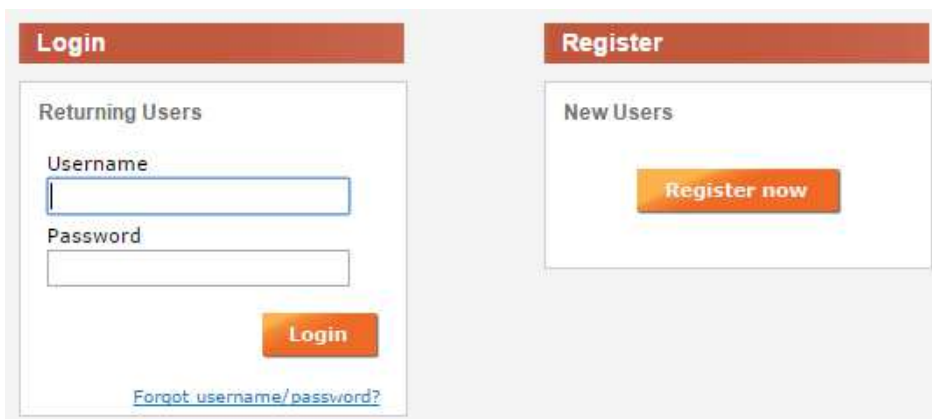 Login
Returning Users
Username
Password
Login
Forgot username/password?
Register
New Users
Register now